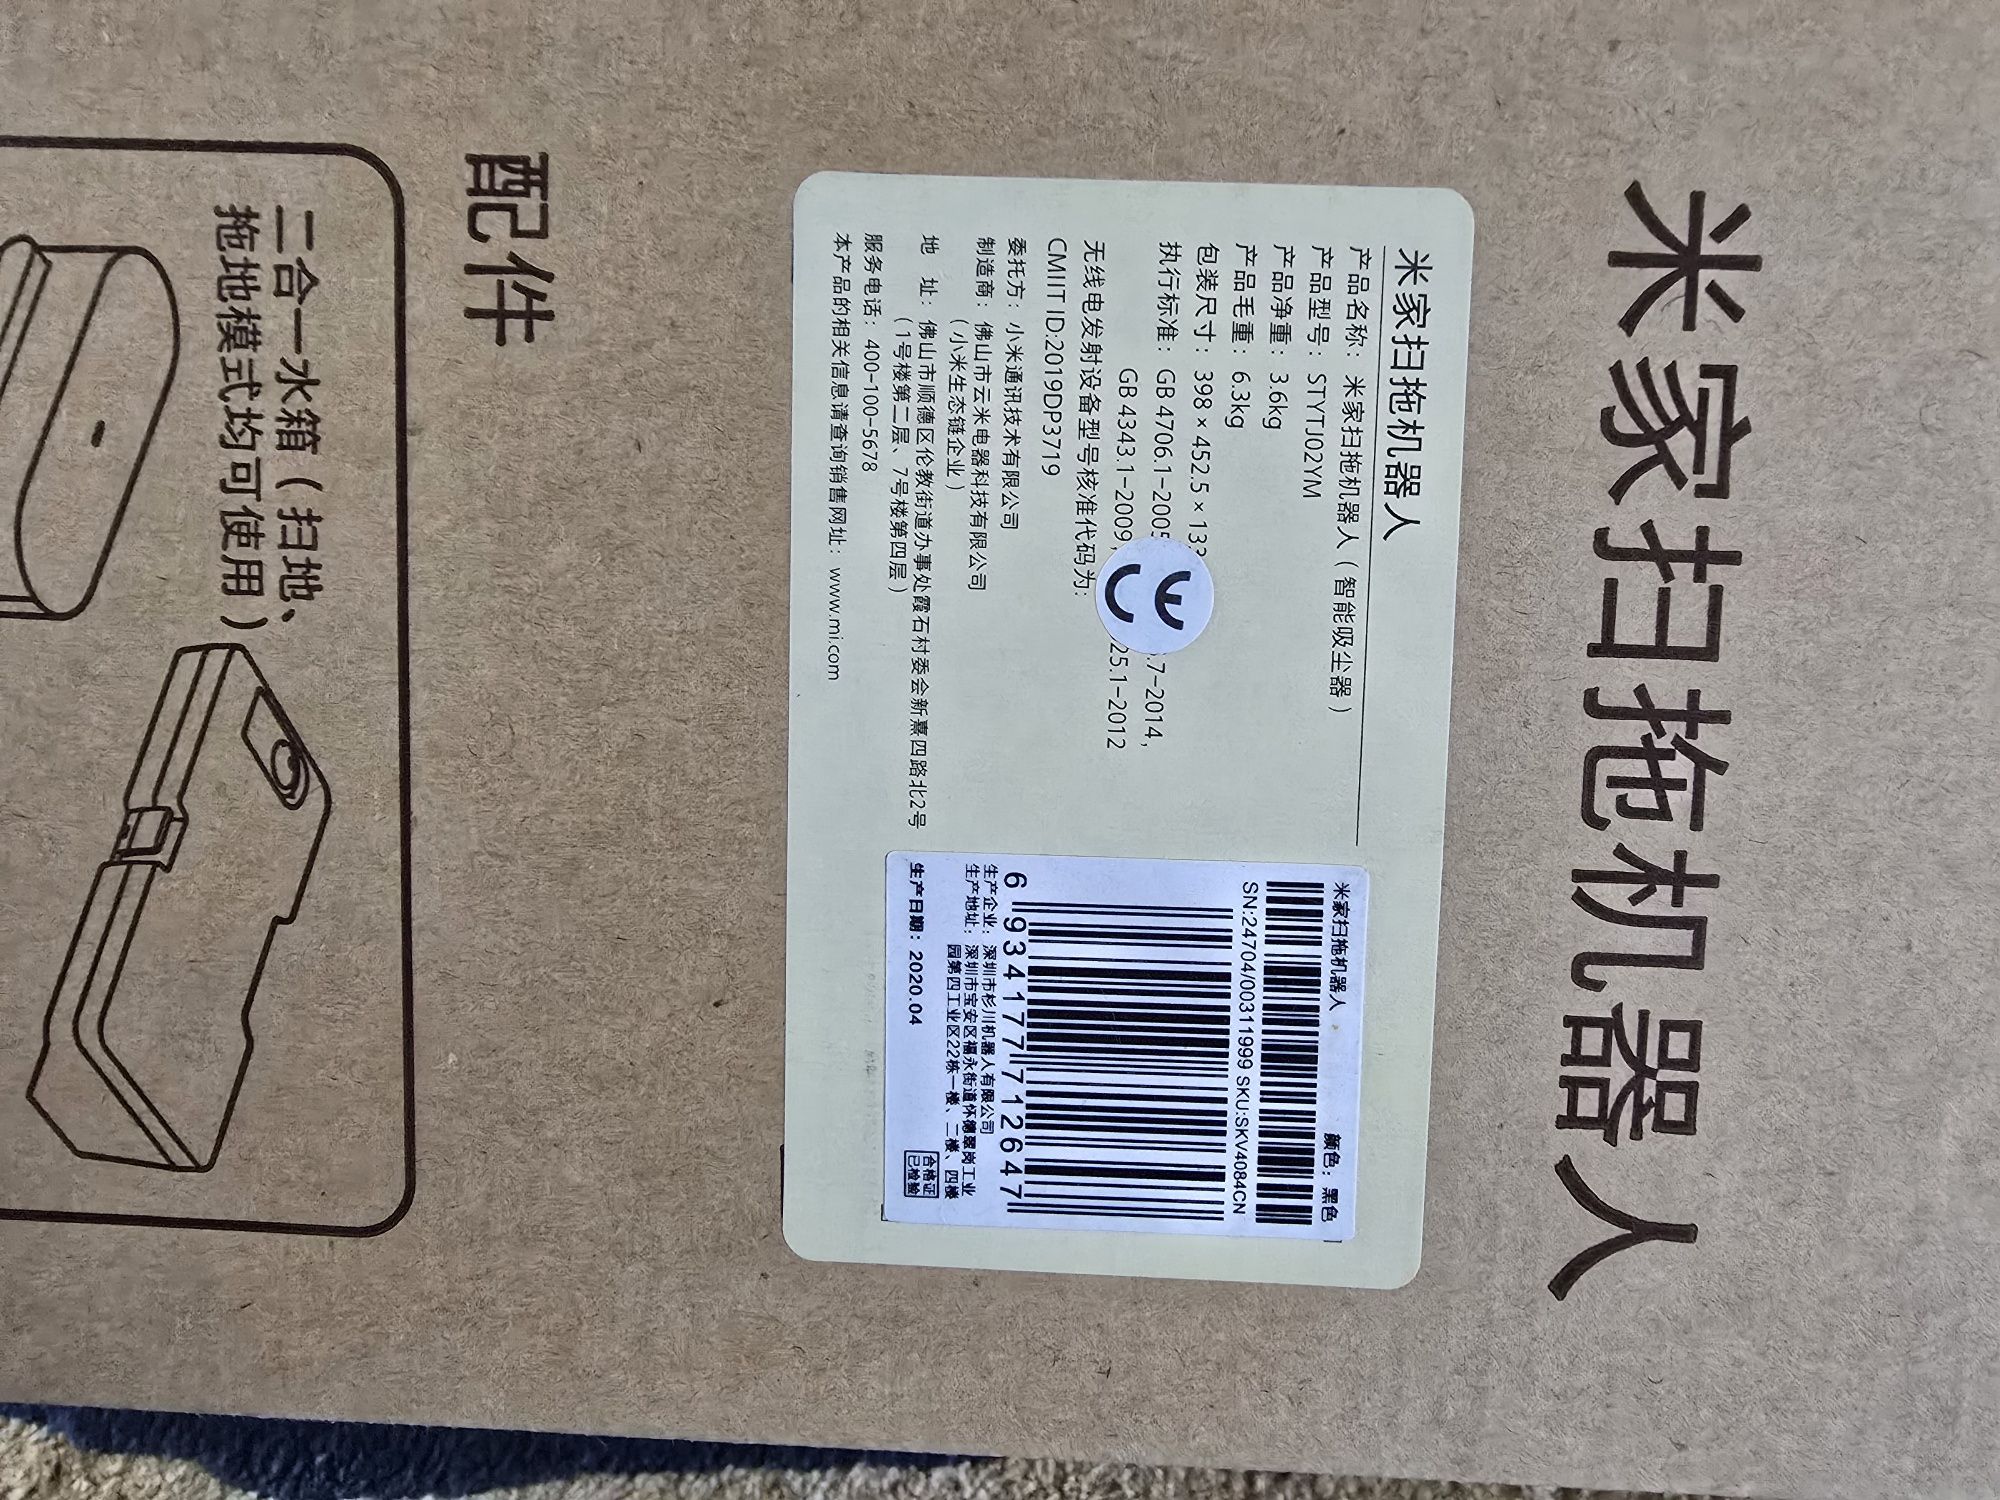 米家扫拖机器人
米家扫拖机器人
产品名称：米家扫拖机器人（智能吸尘器）
产品型号：STYTJ02YM
产品净重：3.6kg
产品毛重：6.3kg
包装尺寸：398×452.5×133
执行标准：GB 4706.1-2005 .7-2014,
GB 4343.1-2009, 25.1-2012
无线电发射设备型号核准代码为:
CMIIT ID:2019DP3719
委托方：小米通讯技术有限公司
制造商：佛山市云米电器科技有限公司
（小米生态链企业）
地 址：佛山市顺德区伦教街道办事处霞石村委会新熹四路北2号
（1号楼第二层、7号楼第四层）
服务电话：400-100-5678
本产品的相关信息请查询销售网址：www.mi.com
CE
米家扫拖机器人 颜色：黑色
SN:24704/00311999 SKU:SKV4084CN
6 934177 712647
生产企业：深圳市杉川机器人有限公司
生产地址：深圳市宝安区福永街道怀德翠岗工业
园第四工业区22栋一楼、二楼、四楼
生产日期：2020.04
合格证
已检验
配件
二合一水箱（扫地、
拖地模式均可使用）